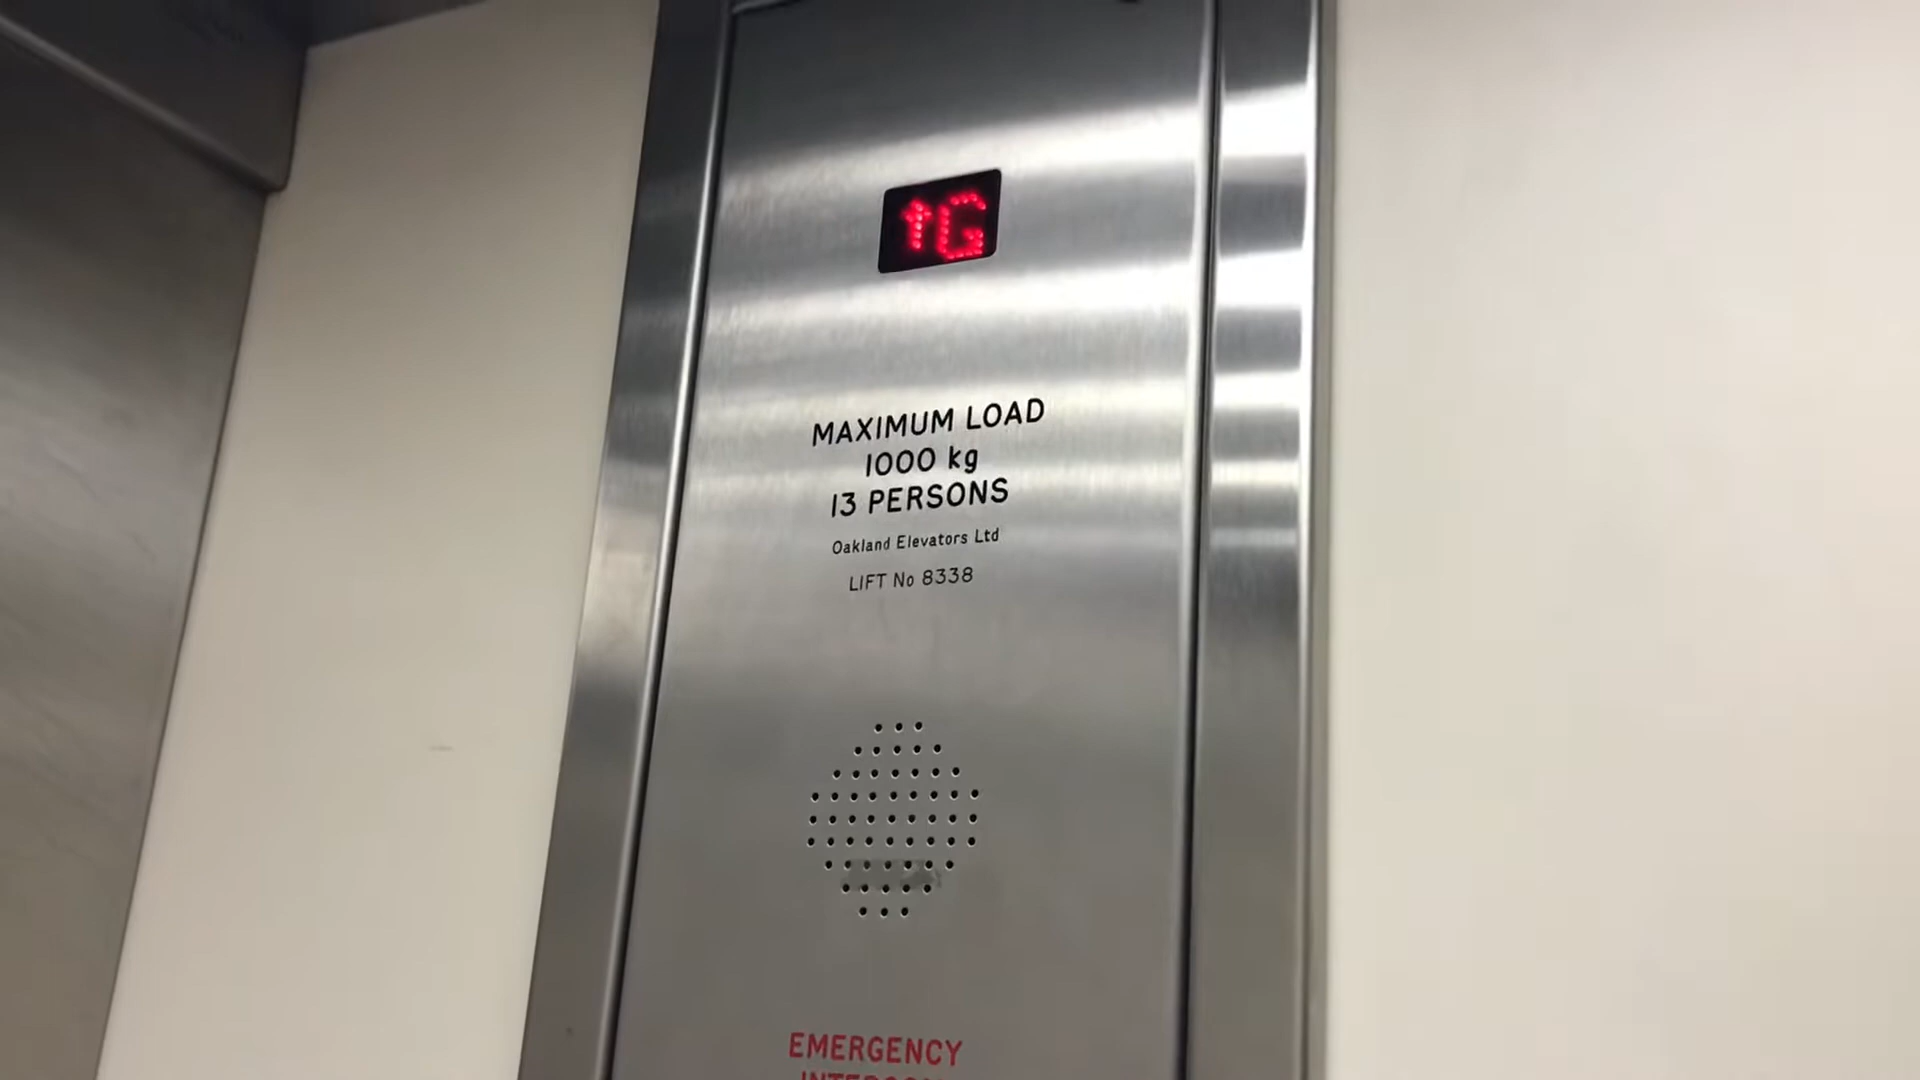 ↑G
MAXIMUM LOAD
1000 kg
13 PERSONS
Oakland Elevators Ltd
LIFT No 8338
EMERGENCY